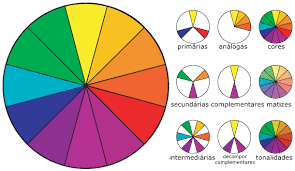 primárias análogas cores
secundárias complementares matizes
intermediárias decompor tonalidades
complementares